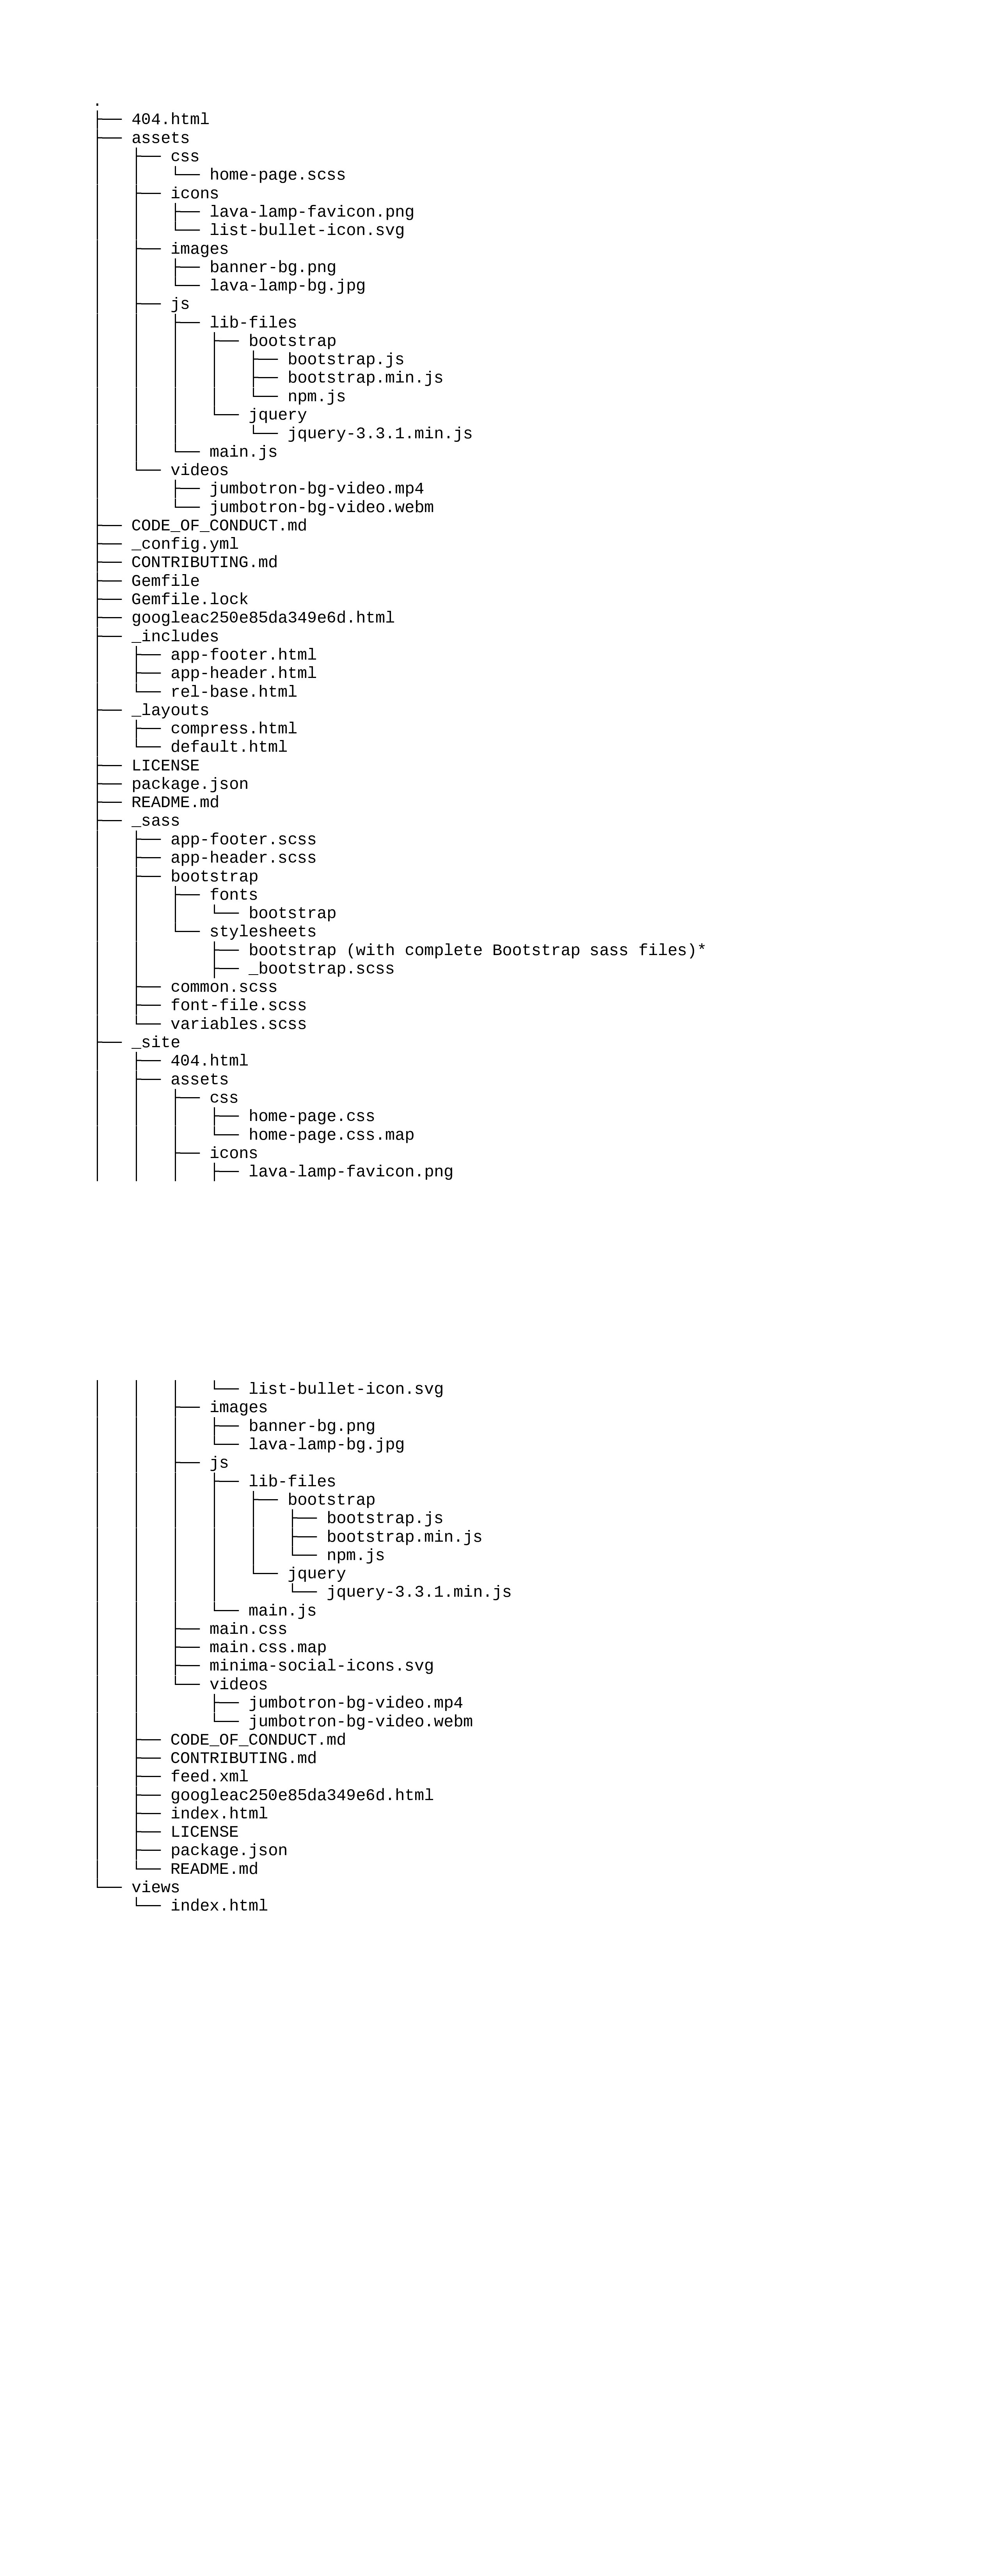 .
├── 404.html
├── assets
│   ├── css
│   │   └── home-page.scss
│   ├── icons
│   │   ├── lava-lamp-favicon.png
│   │   └── list-bullet-icon.svg
│   ├── images
│   │   ├── banner-bg.png
│   │   └── lava-lamp-bg.jpg
│   ├── js
│   │   ├── lib-files
│   │   │   ├── bootstrap
│   │   │   │   ├── bootstrap.js
│   │   │   │   ├── bootstrap.min.js
│   │   │   │   └── npm.js
│   │   │   └── jquery
│   │   │       └── jquery-3.3.1.min.js
│   │   └── main.js
│   └── videos
│       ├── jumbotron-bg-video.mp4
│       └── jumbotron-bg-video.webm
├── CODE_OF_CONDUCT.md
├── _config.yml
├── CONTRIBUTING.md
├── Gemfile
├── Gemfile.lock
├── googleac250e85da349e6d.html
├── _includes
│   ├── app-footer.html
│   ├── app-header.html
│   └── rel-base.html
├── _layouts
│   ├── compress.html
│   └── default.html
├── LICENSE
├── package.json
├── README.md
├── _sass
│   ├── app-footer.scss
│   ├── app-header.scss
│   ├── bootstrap
│   │   ├── fonts
│   │   │   └── bootstrap
│   │   └── stylesheets
│   │       ├── bootstrap (with complete Bootstrap sass files)*
│   │       ├── _bootstrap.scss
│   ├── common.scss
│   ├── font-file.scss
│   └── variables.scss
├── _site
│   ├── 404.html
│   ├── assets
│   │   ├── css
│   │   │   ├── home-page.css
│   │   │   └── home-page.css.map
│   │   ├── icons
│   │   │   ├── lava-lamp-favicon.png
│   │   │   └── list-bullet-icon.svg
│   │   ├── images
│   │   │   ├── banner-bg.png
│   │   │   └── lava-lamp-bg.jpg
│   │   ├── js
│   │   │   ├── lib-files
│   │   │   │   ├── bootstrap
│   │   │   │   │   ├── bootstrap.js
│   │   │   │   │   ├── bootstrap.min.js
│   │   │   │   │   └── npm.js
│   │   │   │   └── jquery
│   │   │   │       └── jquery-3.3.1.min.js
│   │   │   └── main.js
│   │   ├── main.css
│   │   ├── main.css.map
│   │   ├── minima-social-icons.svg
│   │   └── videos
│   │       ├── jumbotron-bg-video.mp4
│   │       └── jumbotron-bg-video.webm
│   ├── CODE_OF_CONDUCT.md
│   ├── CONTRIBUTING.md
│   ├── feed.xml
│   ├── googleac250e85da349e6d.html
│   ├── index.html
│   ├── LICENSE
│   ├── package.json
│   └── README.md
└── views
    └── index.html